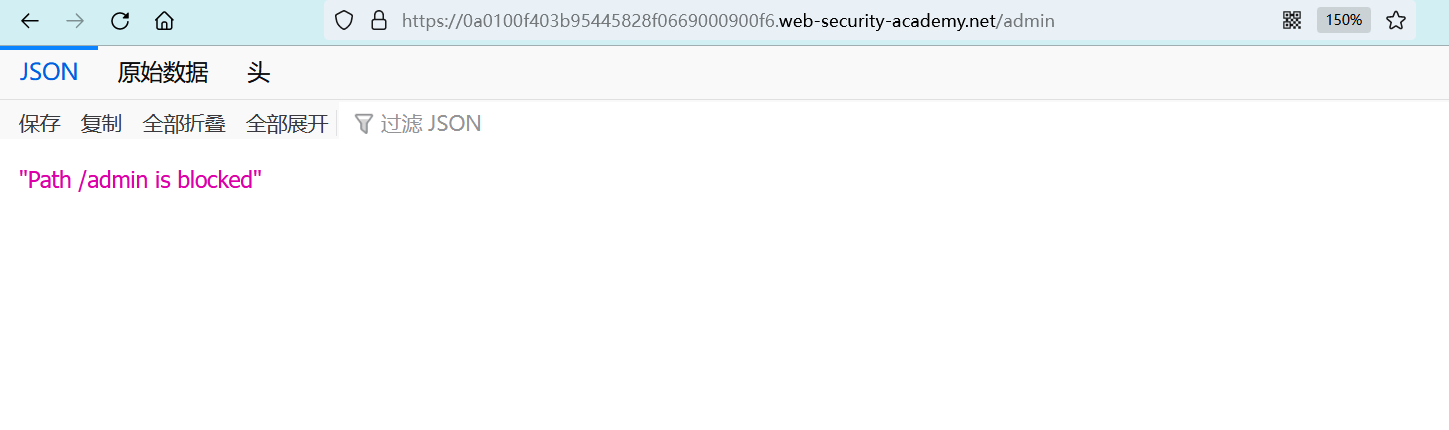 https://0a0100f403b95445828f0669000900f6.web-security-academy.net/admin 150%
JSON 原始数据 头
保存 复制 全部折叠 全部展开 过滤 JSON
"Path /admin is blocked"